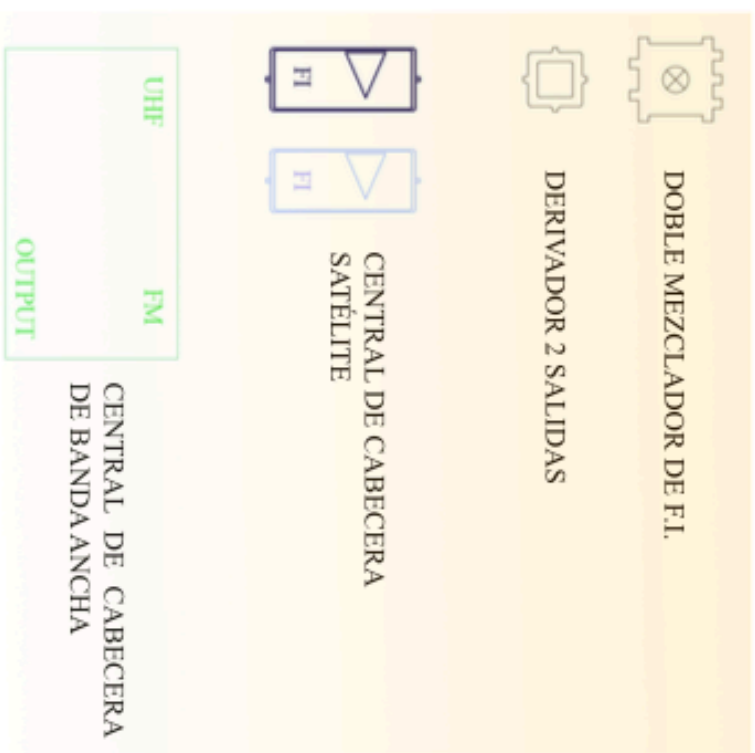 DOBLE MEZCLADOR DE F.I.
DERIVADOR 2 SALIDAS
FI
FI
CENTRAL DE CABECERA
SATÉLITE
UHF FM
OUTPUT
CENTRAL DE CABECERA
DE BANDA ANCHA